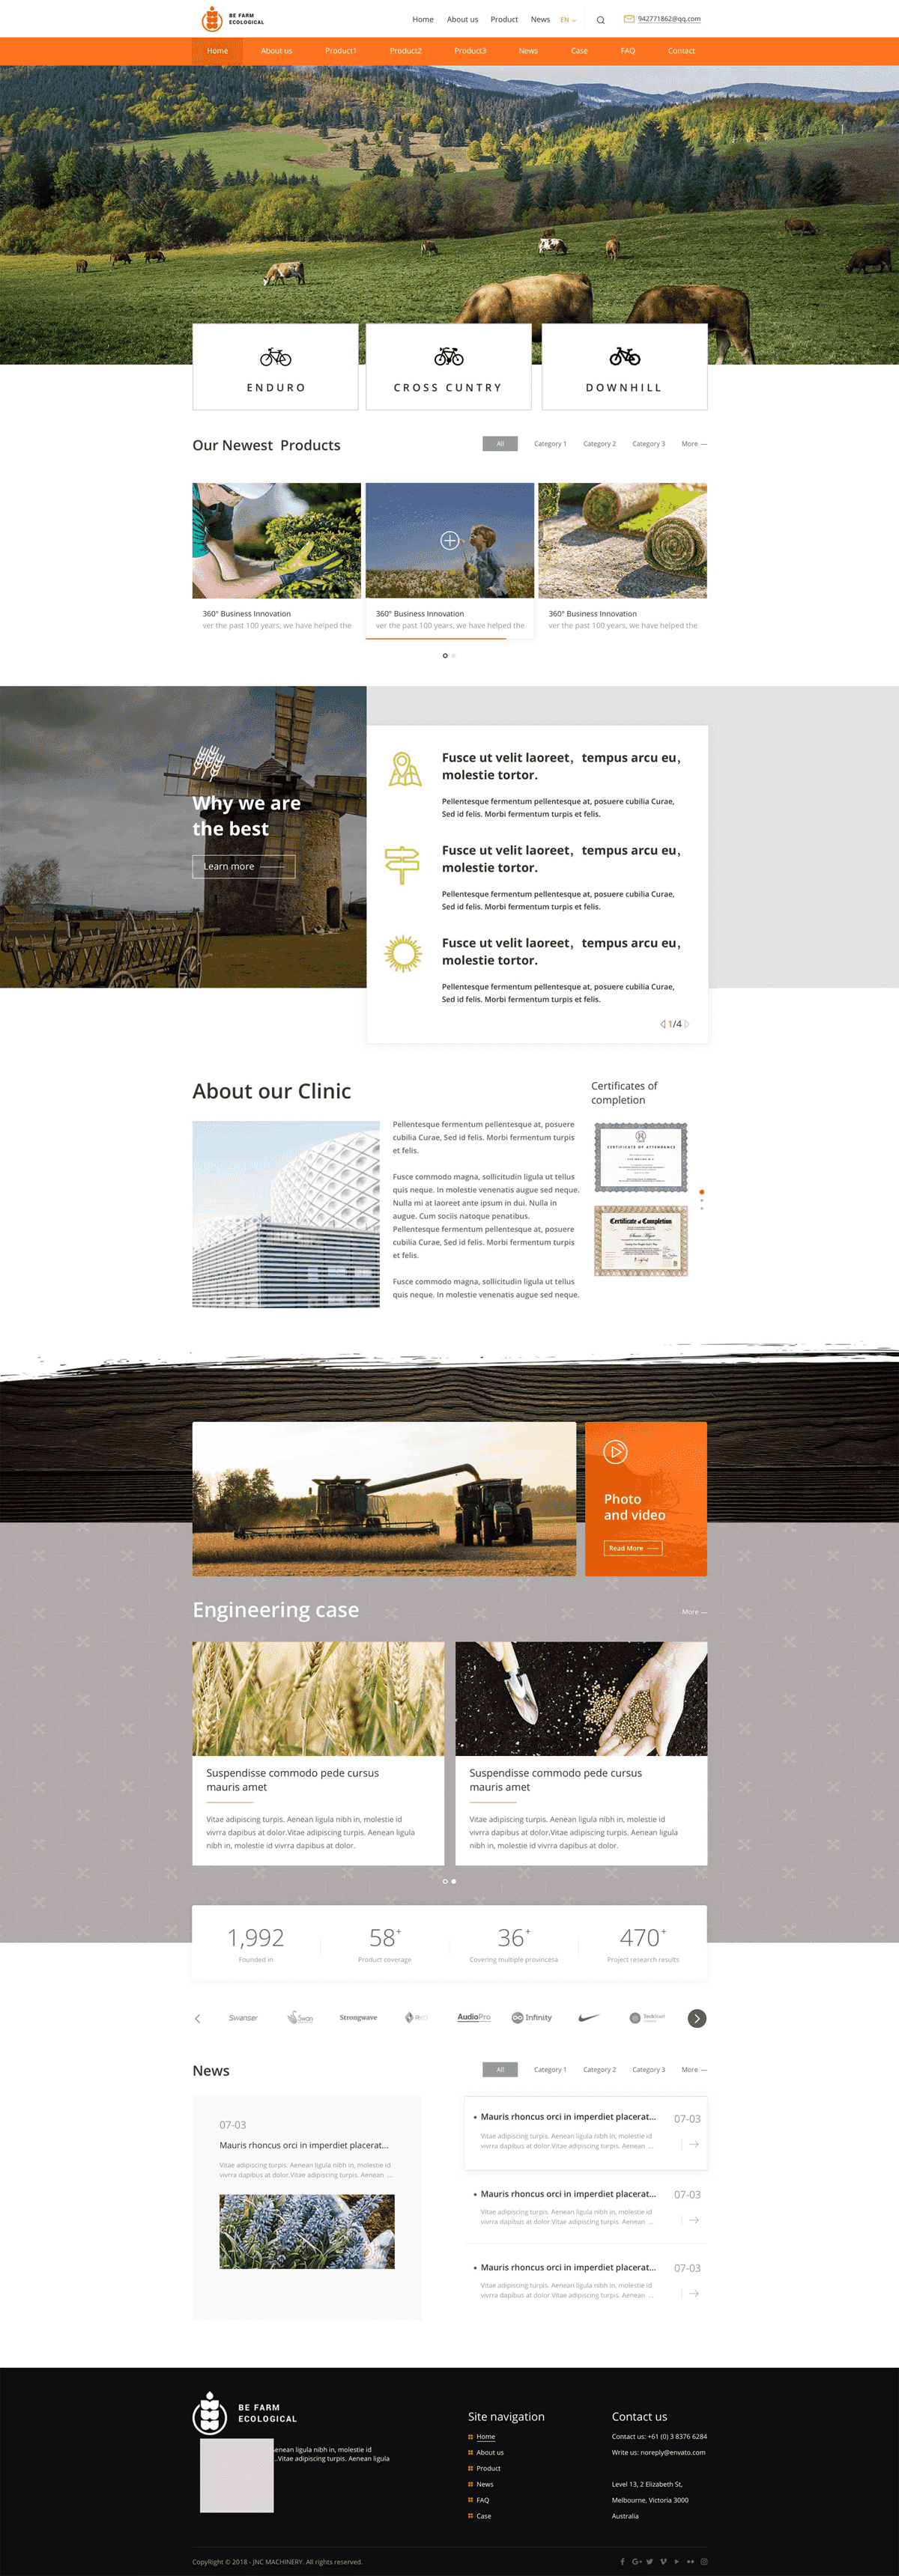 BE FARM
ECOLOGICAL
Home About us Product News EN 942771862@qq.com
Home About us Product1 Product2 Product3 News Case FAQ Contact
ENDURO CROSS CUNTRY DOWNHILL
Our Newest Products All Category 1 Category 2 Category 3 More
360° Business Innovation
ver the past 100 years, we have helped the
360° Business Innovation
ver the past 100 years, we have helped the
360° Business Innovation
ver the past 100 years, we have helped the
Why we are
the best
Learn more
Fusce ut velit laoreet, tempus arcu eu,
molestie tortor.
Pellentesque fermentum pellentesque at, posuere cubilia Curae,
Sed id felis. Morbi fermentum turpis et felis.
Fusce ut velit laoreet, tempus arcu eu,
molestie tortor.
Pellentesque fermentum pellentesque at, posuere cubilia Curae,
Sed id felis. Morbi fermentum turpis et felis.
Fusce ut velit laoreet, tempus arcu eu,
molestie tortor.
Pellentesque fermentum pellentesque at, posuere cubilia Curae,
Sed id felis. Morbi fermentum turpis et felis.
1/4
About our Clinic
Pellentesque fermentum pellentesque at, posuere
cubilia Curae, Sed id felis. Morbi fermentum turpis
et felis.
Fusce commodo magna, sollicitudin ligula ut tellus
quis neque. In molestie venenatis augue sed neque.
Nulla mi at laoreet ante ipsum in dui. Nulla in
augue. Cum sociis natoque penatibus.
Pellentesque fermentum pellentesque at, posuere
cubilia Curae, Sed id felis. Morbi fermentum turpis
et felis.
Fusce commodo magna, sollicitudin ligula ut tellus
quis neque. In molestie venenatis augue sed neque.
Certificates of
completion
CERTIFICATE OF ATTENDANCE
Certificate of Completion
Photo
and video
Read More
Engineering case More
Suspendisse commodo pede cursus
mauris amet
Vitae adipiscing turpis. Aenean ligula nibh in, molestie id
vivrra dapibus at dolor.Vitae adipiscing turpis. Aenean ligula
nibh in, molestie id vivrra dapibus at dolor.
Suspendisse commodo pede cursus
mauris amet
Vitae adipiscing turpis. Aenean ligula nibh in, molestie id
vivrra dapibus at dolor.Vitae adipiscing turpis. Aenean ligula
nibh in, molestie id vivrra dapibus at dolor.
1,992 58+ 36+ 470+
Founded in Product coverage Covering multiple provincesa Project research results
Swanser Swan Strongwave AudioPro Infinity TechStart
News All Category 1 Category 2 Category 3 More
07-03
Mauris rhoncus orci in imperdiet placerat...
Vitae adipiscing turpis. Aenean ligula nibh in, molestie id
vivrra dapibus at dolor.Vitae adipiscing turpis. Aenean ...
Mauris rhoncus orci in imperdiet placerat... 07-03
Vitae adipiscing turpis. Aenean ligula nibh in, molestie id
vivrra dapibus at dolor.Vitae adipiscing turpis. Aenean ...
Mauris rhoncus orci in imperdiet placerat... 07-03
Vitae adipiscing turpis. Aenean ligula nibh in, molestie id
vivrra dapibus at dolor.Vitae adipiscing turpis. Aenean ...
Mauris rhoncus orci in imperdiet placerat... 07-03
Vitae adipiscing turpis. Aenean ligula nibh in, molestie id
vivrra dapibus at dolor.Vitae adipiscing turpis. Aenean ...
BE FARM
ECOLOGICAL
enean ligula nibh in, molestie id
.Vitae adipiscing turpis. Aenean ligula
Site navigation
Home
About us
Product
News
FAQ
Case
Contact us
Contact us: +61 (0) 3 8376 6284
Write us: noreply@envato.com
Level 13, 2 Elizabeth St,
Melbourne, Victoria 3000
Australia
CopyRight © 2018 - JNC MACHINERY. All rights reserved.